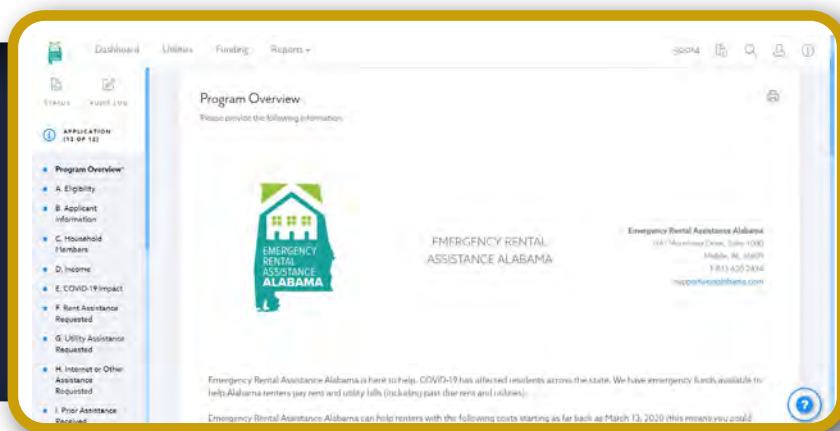 Dashboard Utilities Funding Reports
STATUS AUDIT LOG
APPLICATION
(12 OF 12)
Program Overview
A. Eligibility
B. Applicant
Information
C. Household
Members
D. Income
E. COVID-19 Impact
F. Rent Assistance
Requested
G. Utility Assistance
Requested
H. Internet or Other
Assistance
Requested
I. Prior Assistance
Received
Program Overview
Please provide the following information.
EMERGENCY
RENTAL
ASSISTANCE
ALABAMA
EMERGENCY RENTAL
ASSISTANCE ALABAMA
Emergency Rental Assistance Alabama
Mobile, AL
Emergency Rental Assistance Alabama is here to help. COVID-19 has affected residents across the state. We have emergency funds available to
help Alabama renters pay rent and utility bills (including past due rent and utilities).
Emergency Rental Assistance Alabama can help renters with the following costs starting as far back as March 13, 2020 (this means you could
?